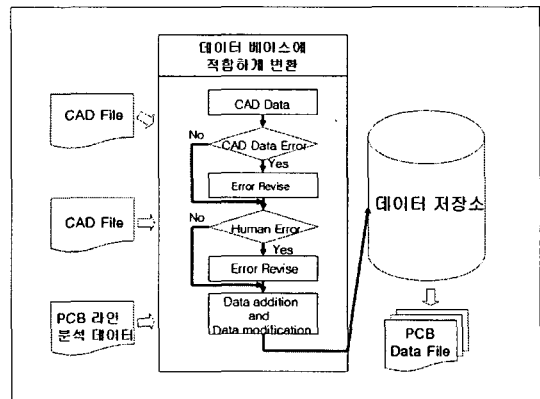 데이터 베이스에
적합하게 변환
CAD File
CAD Data
No
CAD Data Error
Yes
Error Revise
CAD File
No
Human Error
Yes
Error Revise
PCB 라인
분석 데이터
Data addition
and
Data modification
데이터 저장소
PCB
Data File